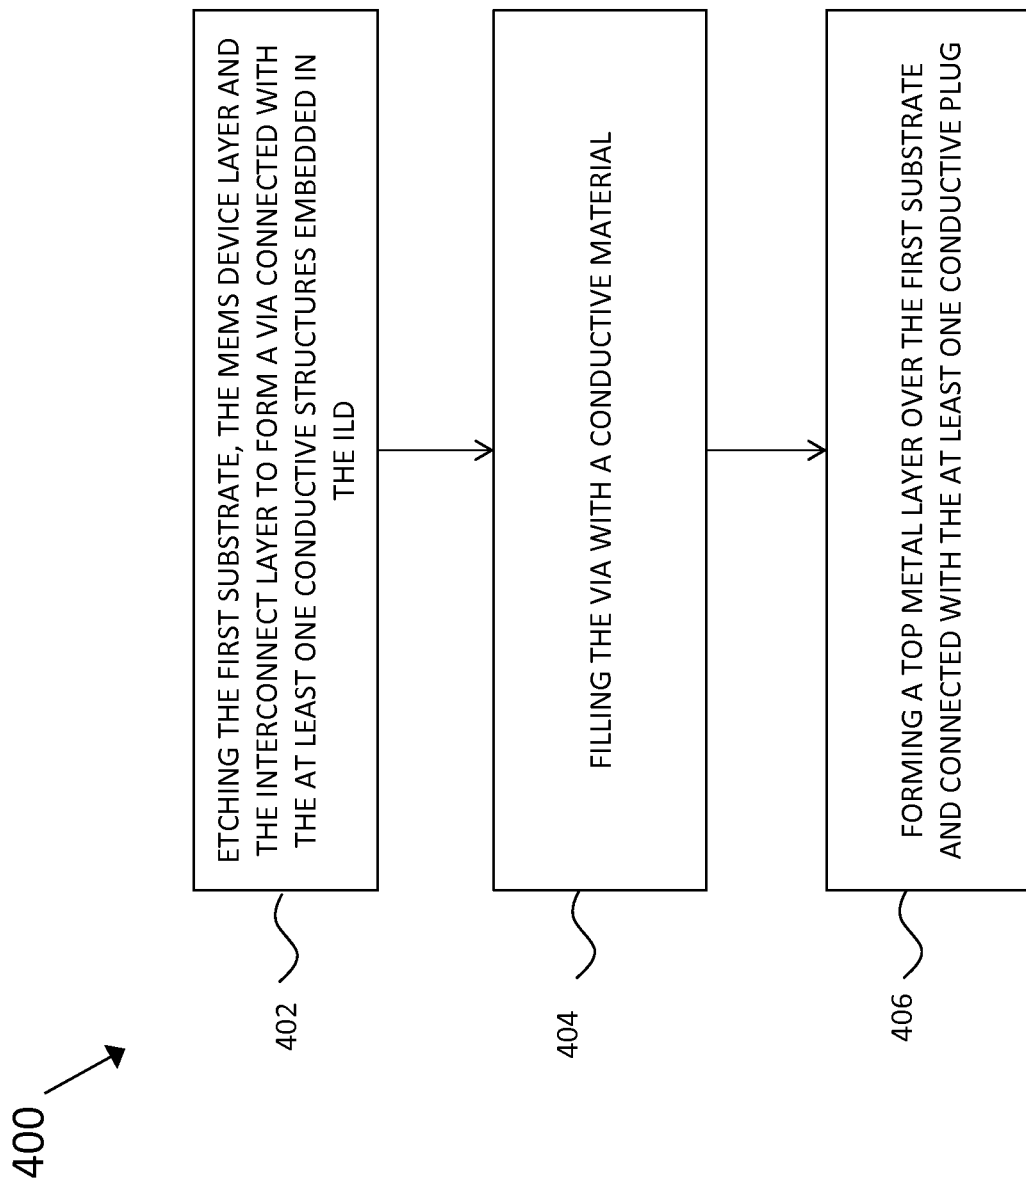 400
ETCHING THE FIRST SUBSTRATE, THE MEMS DEVICE LAYER AND
THE INTERCONNECT LAYER TO FORM A VIA CONNECTED WITH
THE AT LEAST ONE CONDUCTIVE STRUCTURES EMBEDDED IN
THE ILD
402
FILLING THE VIA WITH A CONDUCTIVE MATERIAL
404
FORMING A TOP METAL LAYER OVER THE FIRST SUBSTRATE
AND CONNECTED WITH THE AT LEAST ONE CONDUCTIVE PLUG
406